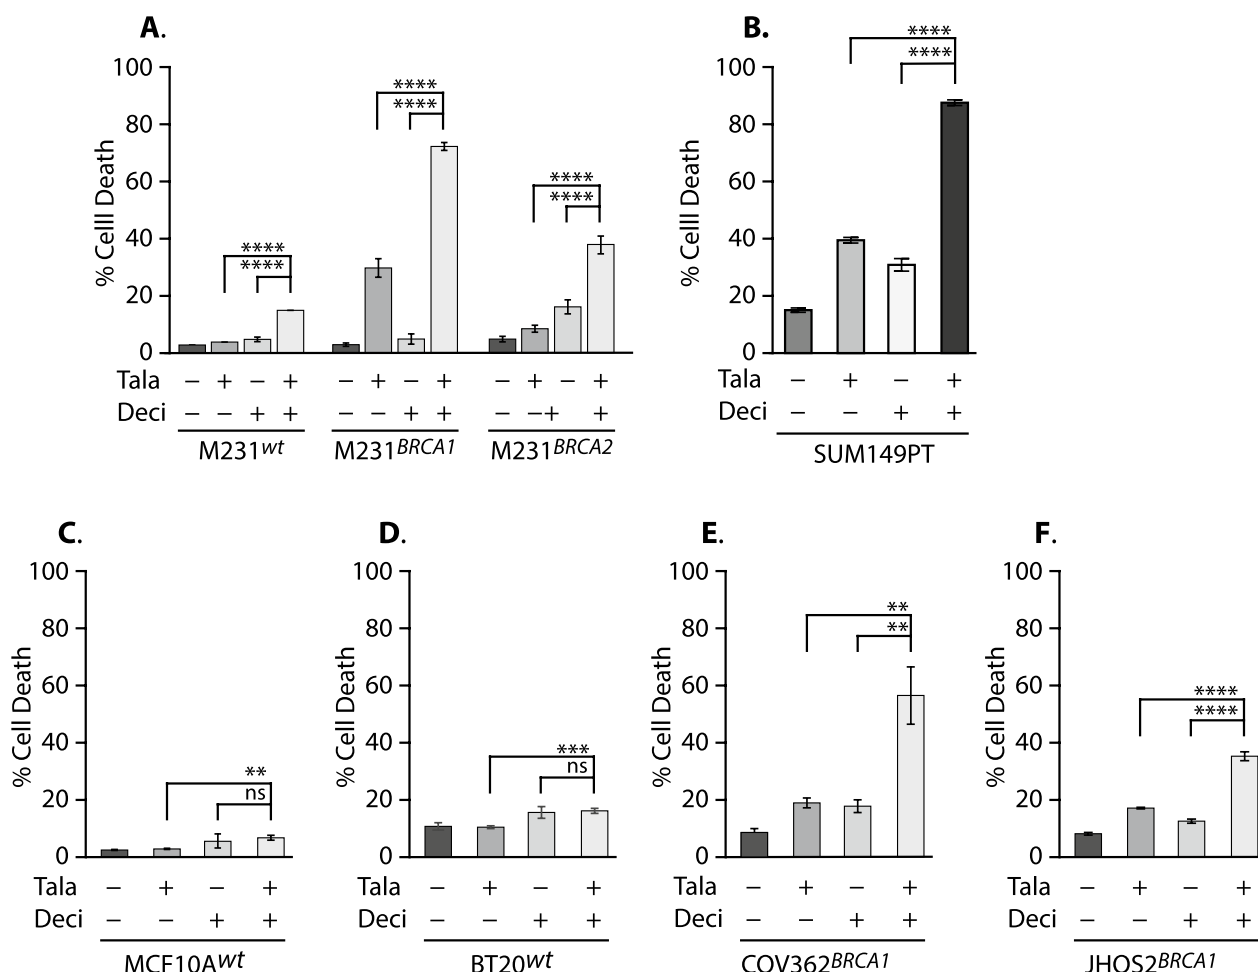 A.
B.
100
80
60
40
20
0
% Celll Death
****
****
****
****
****
****
Tala − + − + − + − + − + − +
Deci − − + + − − + + − −+ +
M231wt M231BRCA1 M231BRCA2
100
80
60
40
20
0
% Celll Death
****
****
Tala − + − +
Deci − − + +
SUM149PT
C.
D.
E.
F.
100
80
60
40
20
0
% Cell Death
**
ns
Tala − + − +
Deci − − + +
MCF10Awt
100
80
60
40
20
0
% Cell Death
***
ns
Tala − + − +
Deci − − + +
BT20wt
100
80
60
40
20
0
% Cell Death
**
**
Tala − + − +
Deci − − + +
COV362BRCA1
100
80
60
40
20
0
% Cell Death
****
****
Tala − + − +
Deci − − + +
JHOS2BRCA1